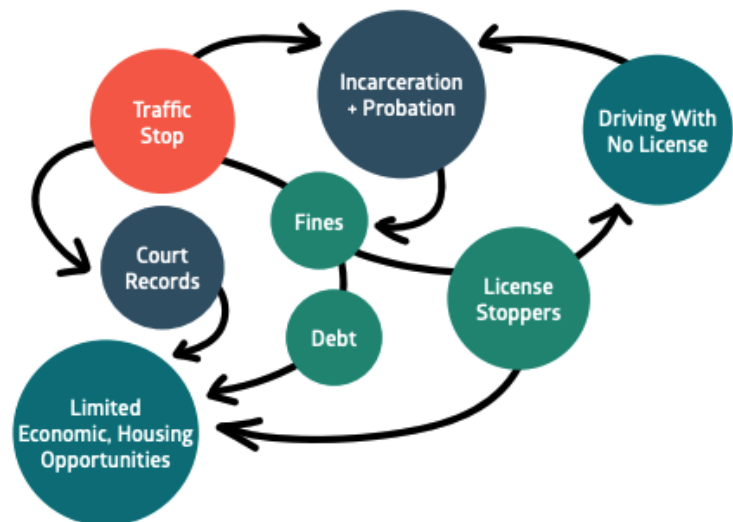 Traffic
Stop
Incarceration
+ Probation
Driving With
No License
Fines
Court
Records
License
Stoppers
Debt
Limited
Economic, Housing
Opportunities